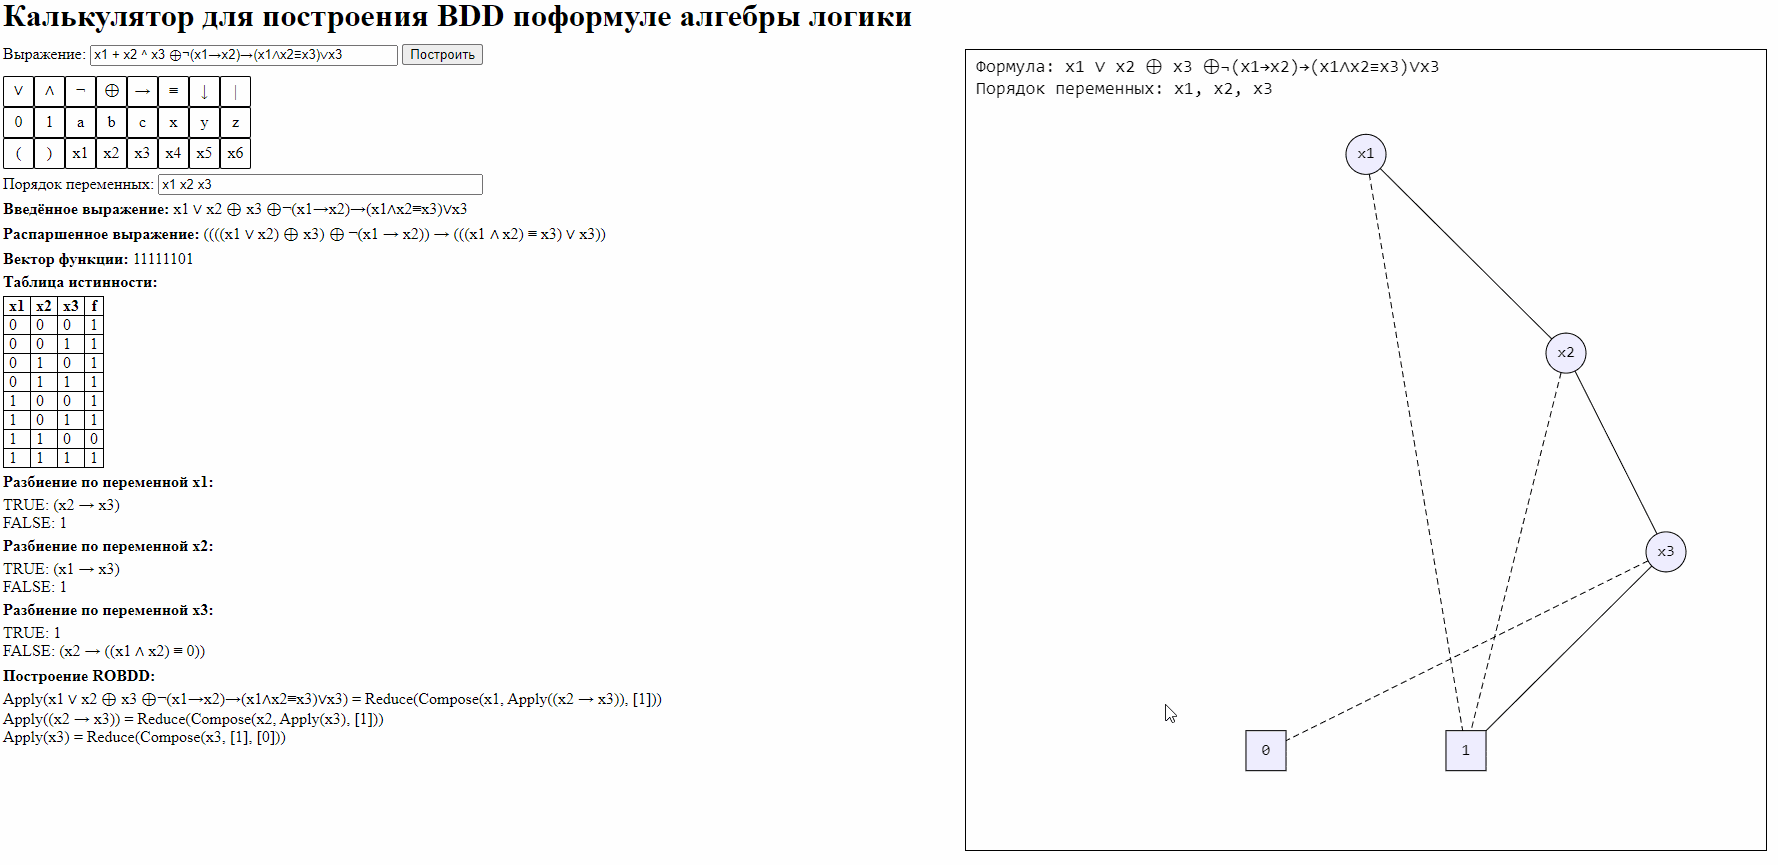 Калькулятор для построения BDD поформуле алгебры логики
Выражение: x1 + x2 ^ x3 ⊕¬(x1→x2)→(x1∧x2≡x3)∨x3 Построить
∨ ∧ ¬ ⊕ → ≡ ↓ |
0 1 a b c x y z
( ) x1 x2 x3 x4 x5 x6
Порядок переменных: x1 x2 x3
Введённое выражение: x1 ∨ x2 ⊕ x3 ⊕¬(x1→x2)→(x1∧x2≡x3)∨x3
Распаршенное выражение: ((((x1 ∨ x2) ⊕ x3) ⊕ ¬(x1 → x2)) → (((x1 ∧ x2) ≡ x3) ∨ x3))
Вектор функции: 11111101
Таблица истинности:
x1 x2 x3 f
0 0 0 1
0 0 1 1
0 1 0 1
0 1 1 1
1 0 0 1
1 0 1 1
1 1 0 0
1 1 1 1
Разбиение по переменной x1:
TRUE: (x2 → x3)
FALSE: 1
Разбиение по переменной x2:
TRUE: (x1 → x3)
FALSE: 1
Разбиение по переменной x3:
TRUE: 1
FALSE: (x2 → ((x1 ∧ x2) ≡ 0))
Построение ROBDD:
Apply(x1 ∨ x2 ⊕ x3 ⊕¬(x1→x2)→(x1∧x2≡x3)∨x3) = Reduce(Compose(x1, Apply((x2 → x3)), [1]))
Apply((x2 → x3)) = Reduce(Compose(x2, Apply(x3), [1]))
Apply(x3) = Reduce(Compose(x3, [1], [0]))
Формула: x1 ∨ x2 ⊕ x3 ⊕¬(x1→x2)→(x1∧x2≡x3)∨x3
Порядок переменных: x1, x2, x3
x1
x2
x3
0 1